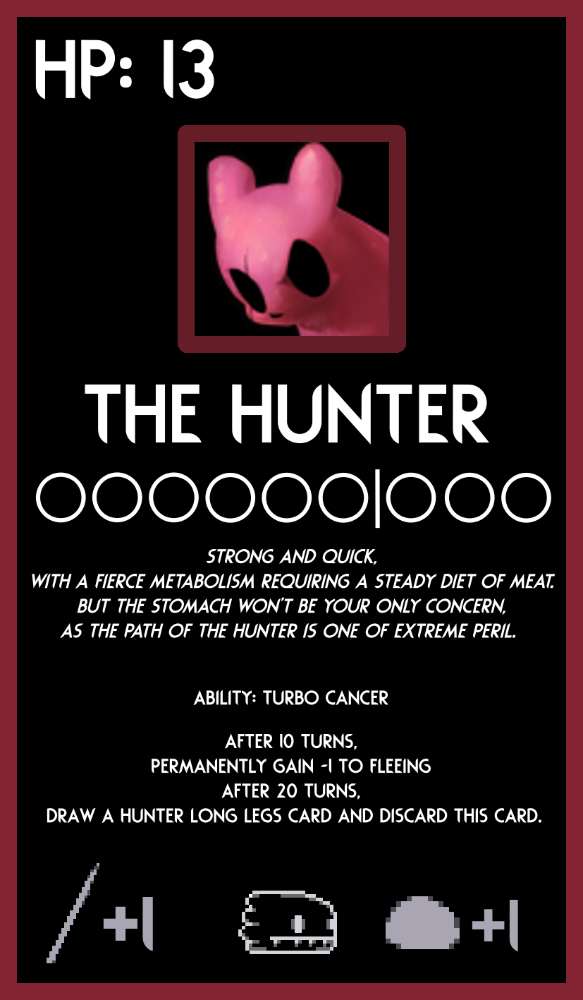 HP: 13
THE HUNTER
OOOOOO|OOO
STRONG AND QUICK,
WITH A FIERCE METABOLISM REQUIRING A STEADY DIET OF MEAT.
BUT THE STOMACH WON'T BE YOUR ONLY CONCERN,
AS THE PATH OF THE HUNTER IS ONE OF EXTREME PERIL.
ABILITY: TURBO CANCER
AFTER 10 TURNS,
PERMANENTLY GAIN -1 TO FLEEING
AFTER 20 TURNS,
DRAW A HUNTER LONG LEGS CARD AND DISCARD THIS CARD.
+1 +1